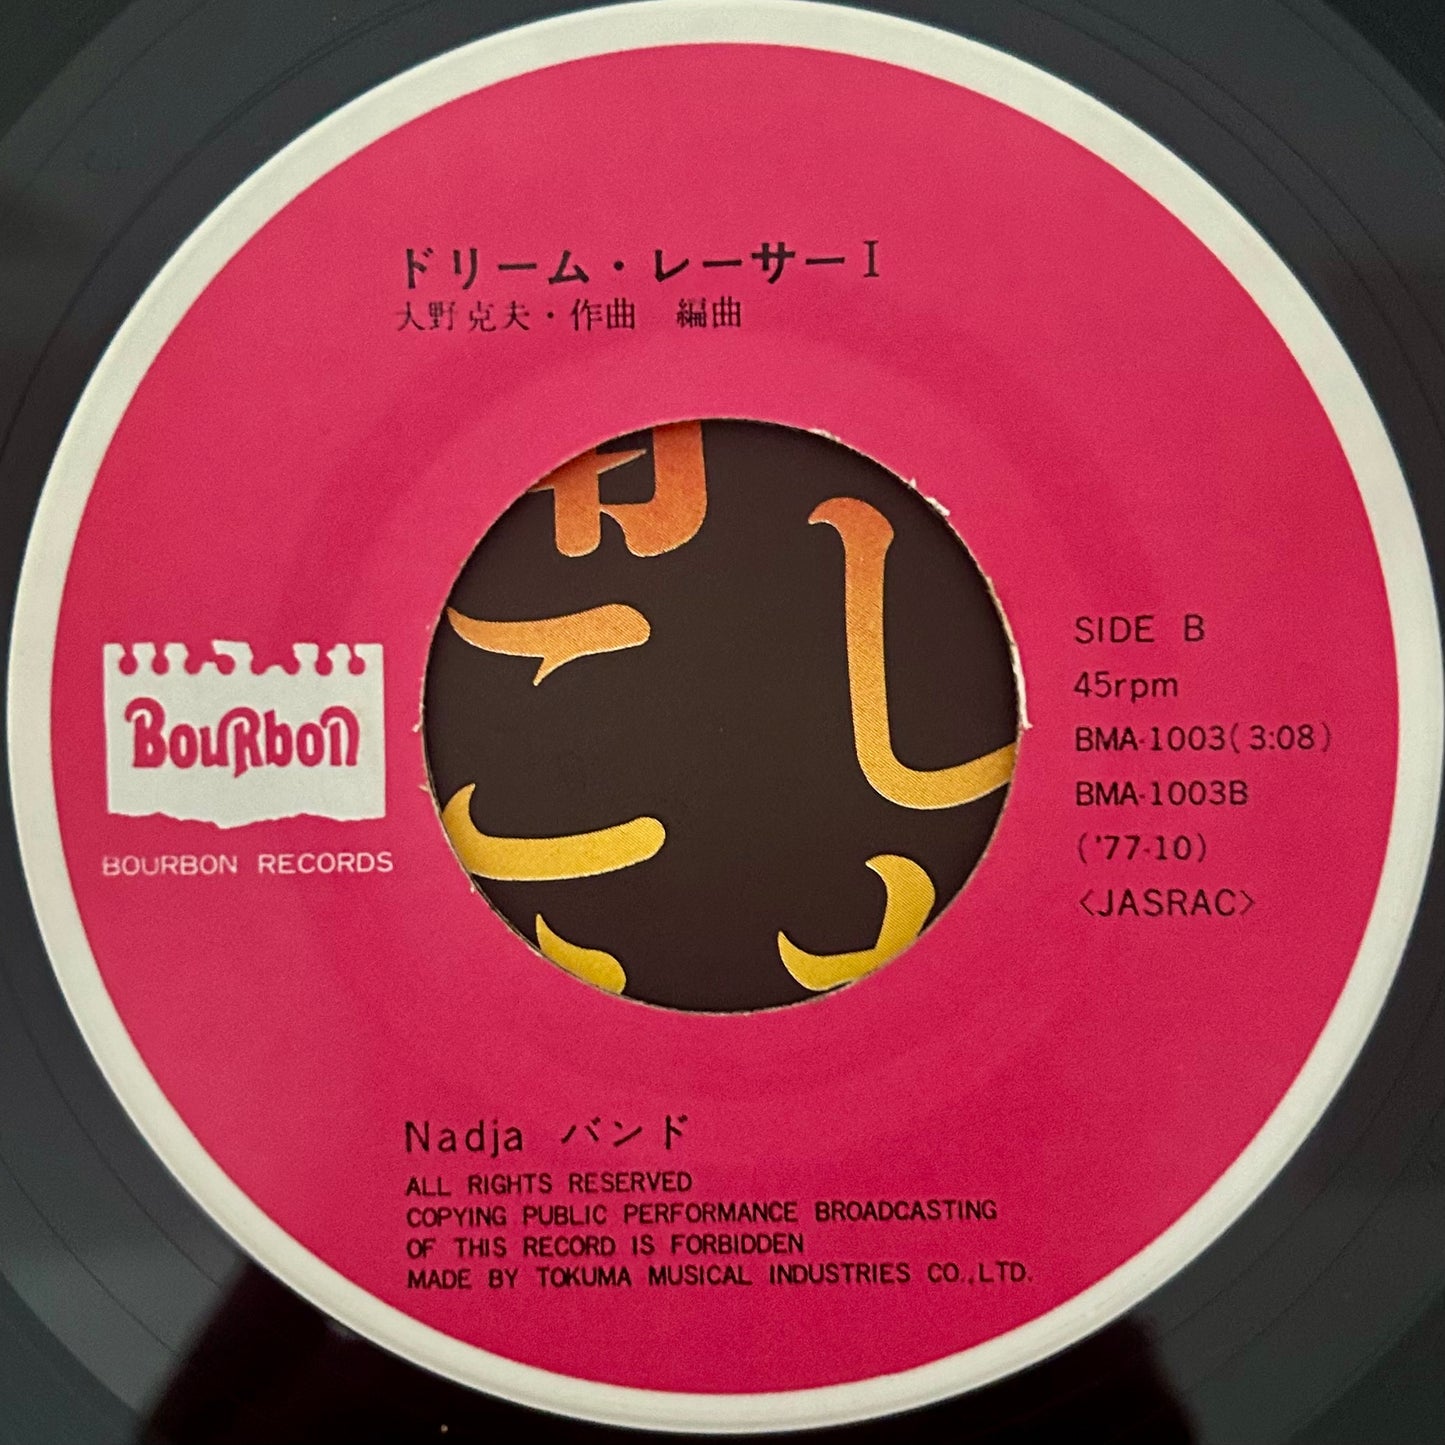 ドリーム・レーサーI
大野克夫・作曲 編曲
Bourbon
BOURBON RECORDS
SIDE B
45rpm
BMA-1003(3:08)
BMA-1003B
('77-10)
<JASRAC>
Nadja バンド
ALL RIGHTS RESERVED
COPYING PUBLIC PERFORMANCE BROADCASTING
OF THIS RECORD IS FORBIDDEN
MADE BY TOKUMA MUSICAL INDUSTRIES CO.,LTD.